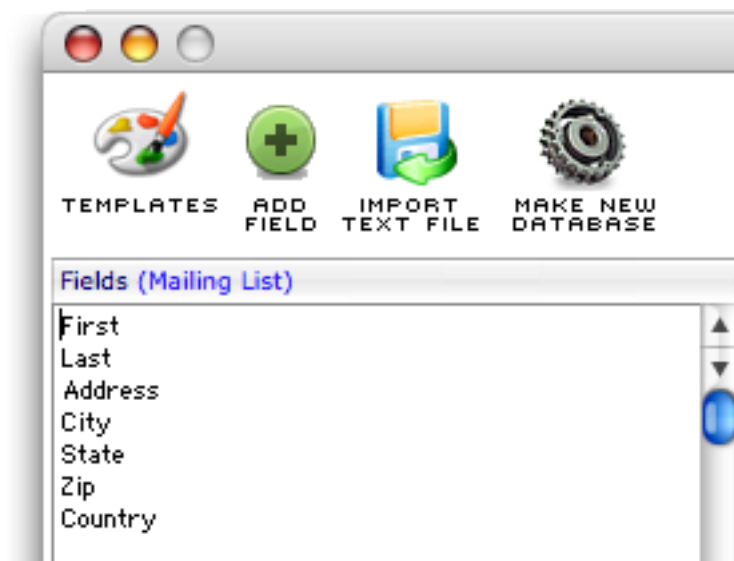 TEMPLATES ADD FIELD IMPORT TEXT FILE MAKE NEW DATABASE
Fields (Mailing List)
First
Last
Address
City
State
Zip
Country